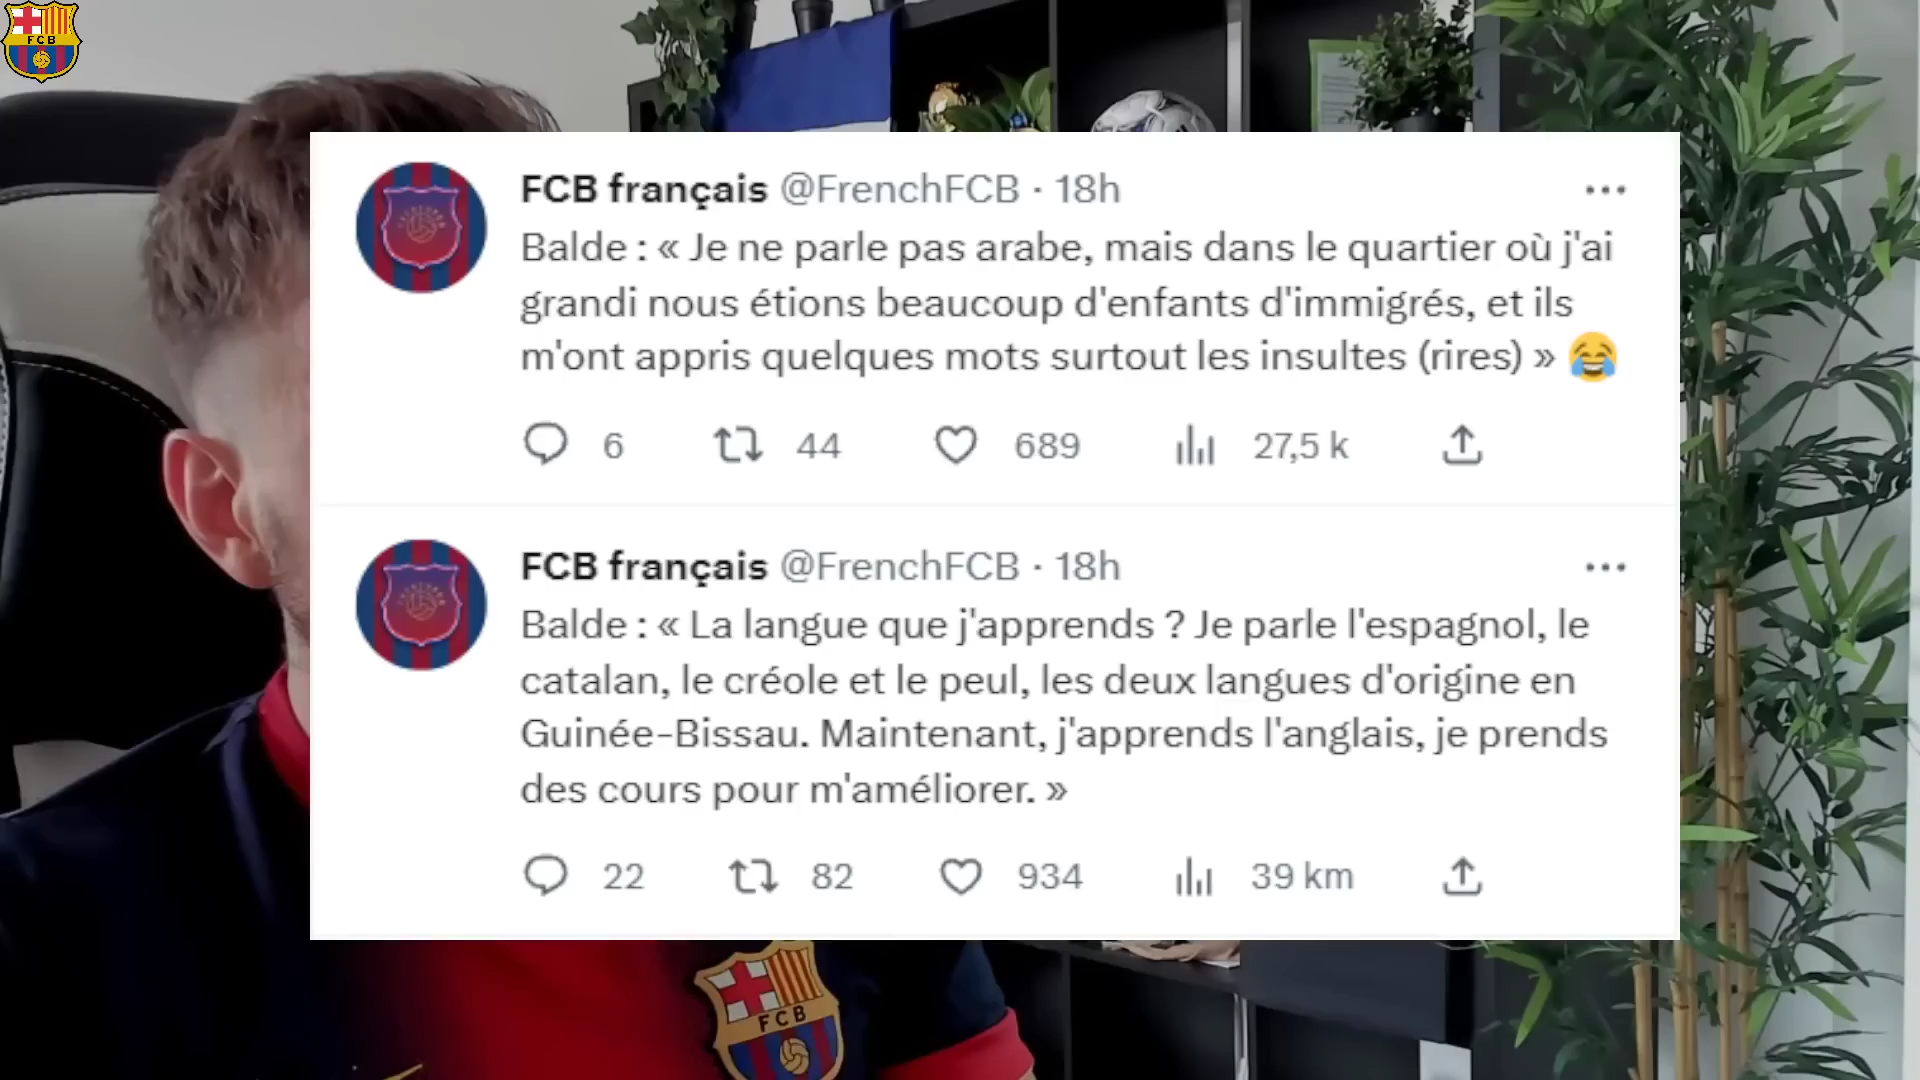 FCB
FCB français @FrenchFCB · 18h
Balde : « Je ne parle pas arabe, mais dans le quartier où j'ai
grandi nous étions beaucoup d'enfants d'immigrés, et ils
m'ont appris quelques mots surtout les insultes (rires) » 😂
6 44 689 27,5 k
FCB français @FrenchFCB · 18h
Balde : « La langue que j'apprends ? Je parle l'espagnol, le
catalan, le créole et le peul, les deux langues d'origine en
Guinée-Bissau. Maintenant, j'apprends l'anglais, je prends
des cours pour m'améliorer. »
22 82 934 39 km
FCB